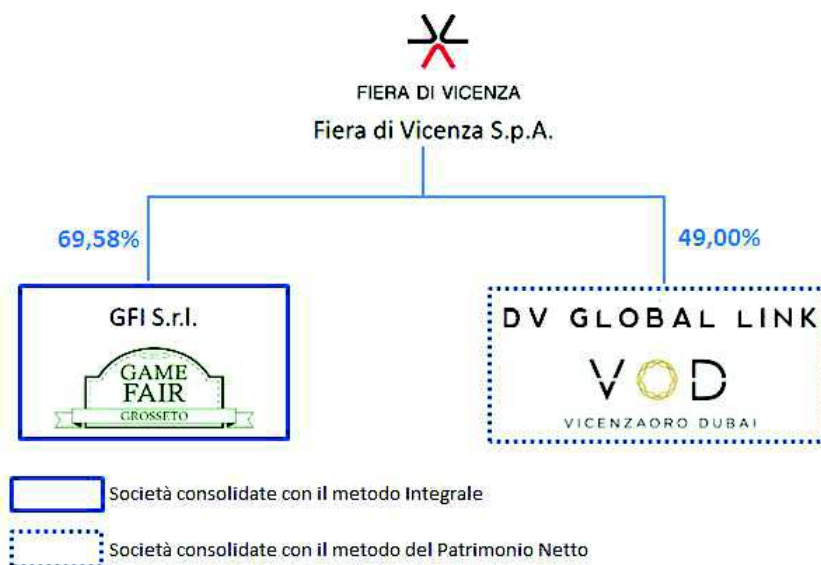 FIERA DI VICENZA
Fiera di Vicenza S.p.A.
69,58%
49,00%
GFI S.r.l.
GAME
FAIR
GROSSETO
DV GLOBAL LINK
VOD
VICENZAORO DUBAI
Società consolidate con il metodo Integrale
Società consolidate con il metodo del Patrimonio Netto